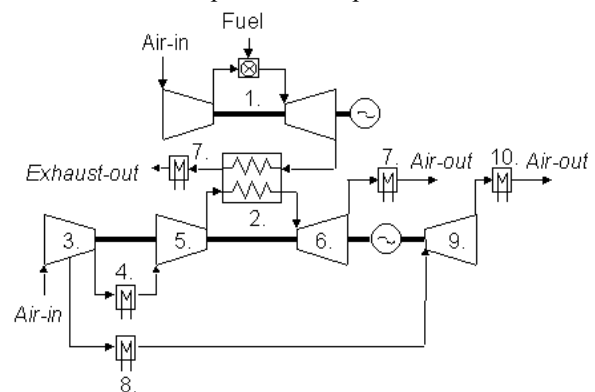 Fuel
Air-in
1.
7.
Exhaust-out
7.
Air-out
10.
Air-out
2.
3.
5.
6.
9.
4.
Air-in
8.